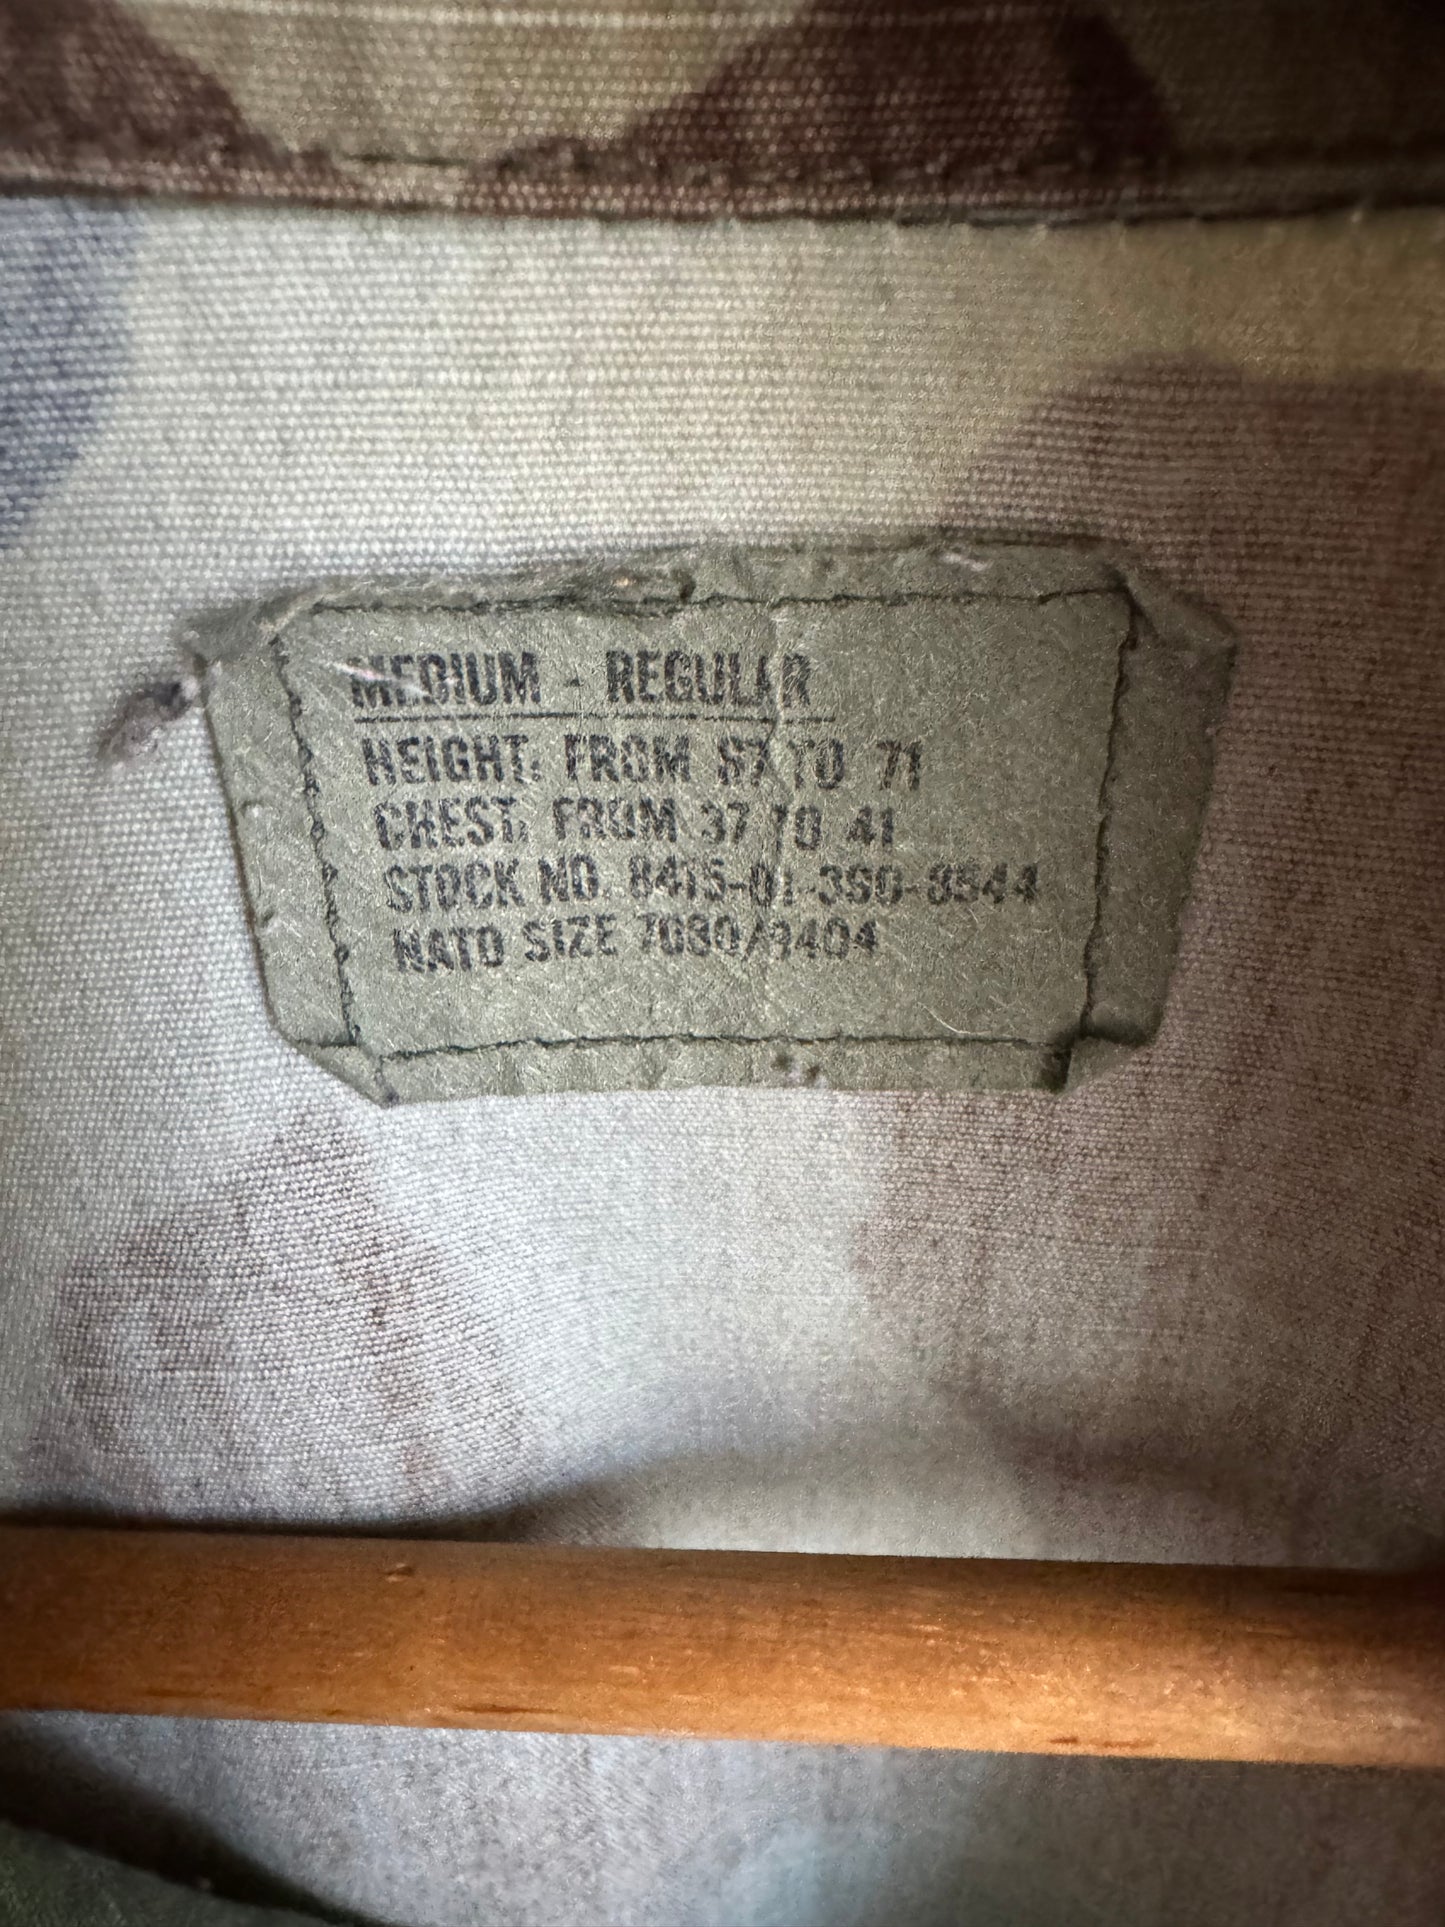 MEDIUM - REGULAR
HEIGHT: FROM 67 TO 71
CHEST: FROM 37 TO 41
STOCK NO. 8415-01-390-8544
NATO SIZE 7080/9404